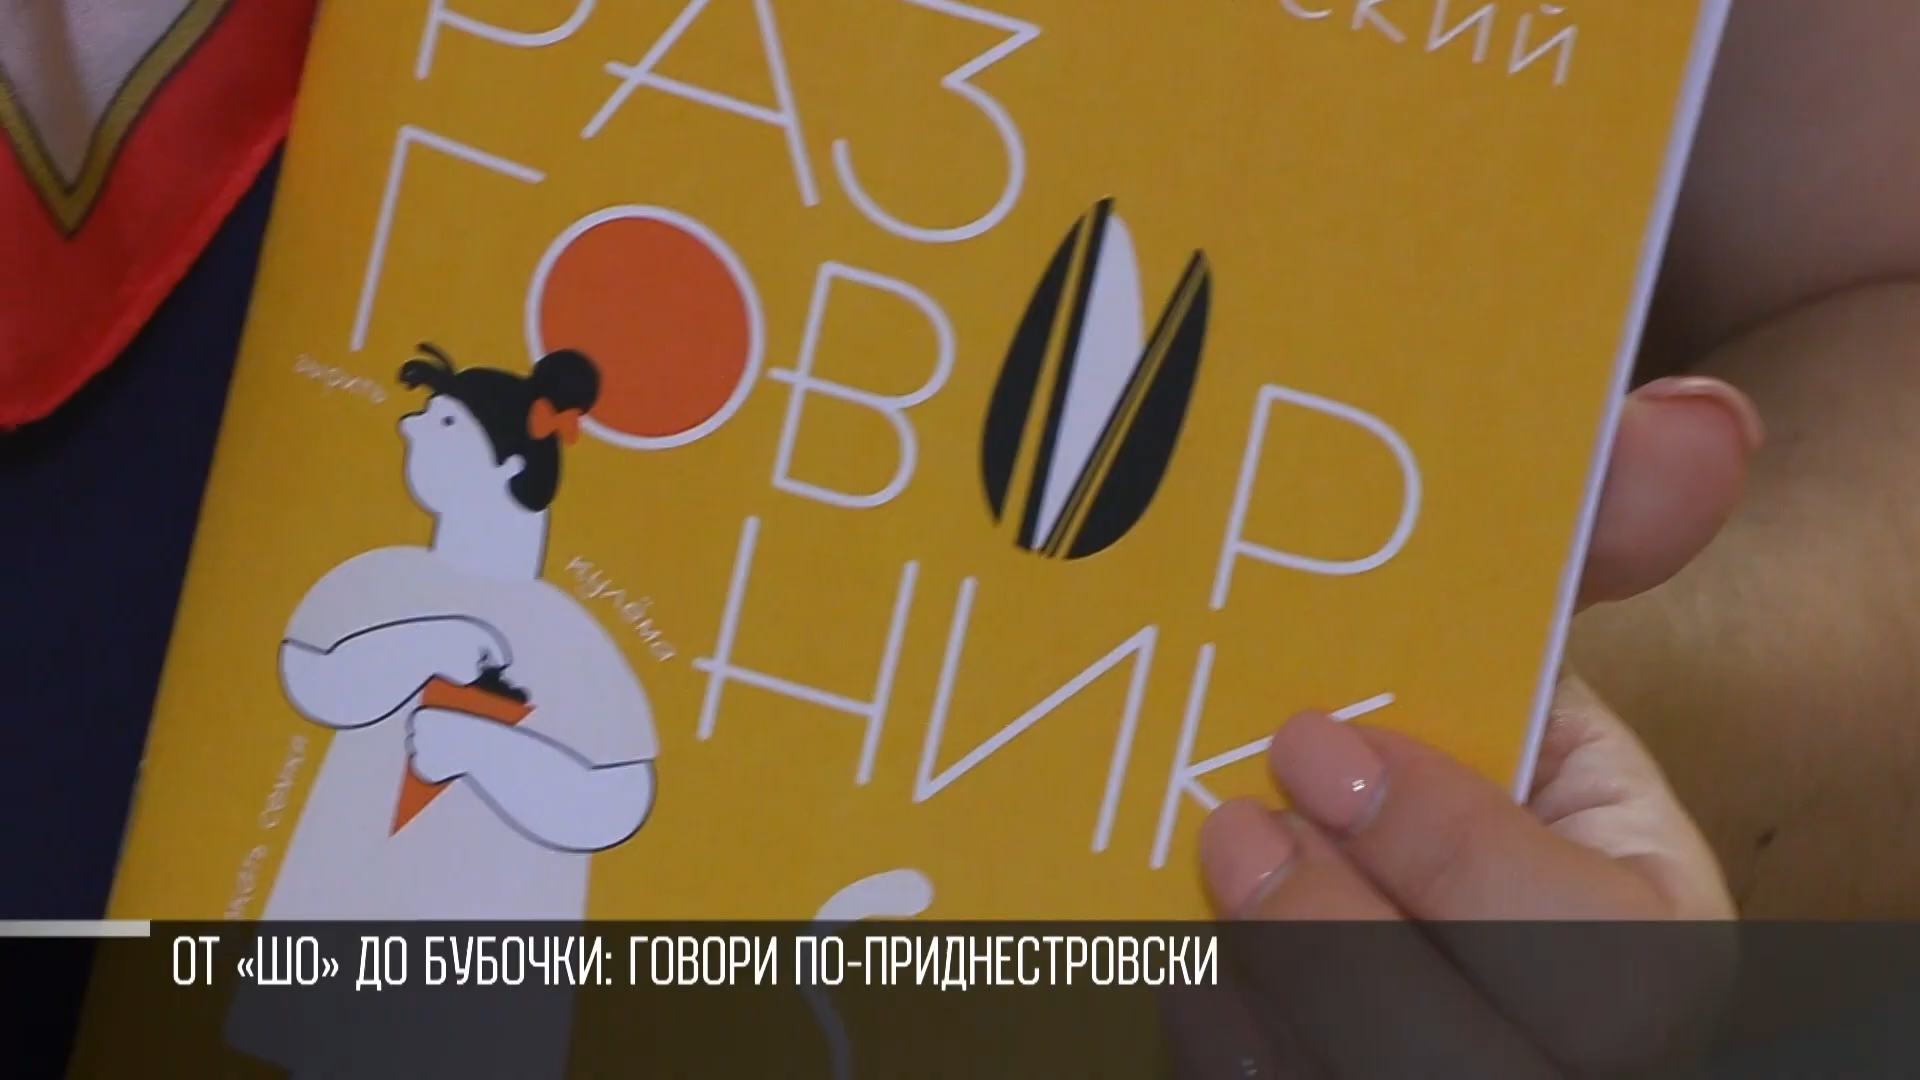 ский
РАЗ
ГОВОР
НИК
кулёма
ОТ «ШО» ДО БУБОЧКИ: ГОВОРИ ПО-ПРИДНЕСТРОВСКИ